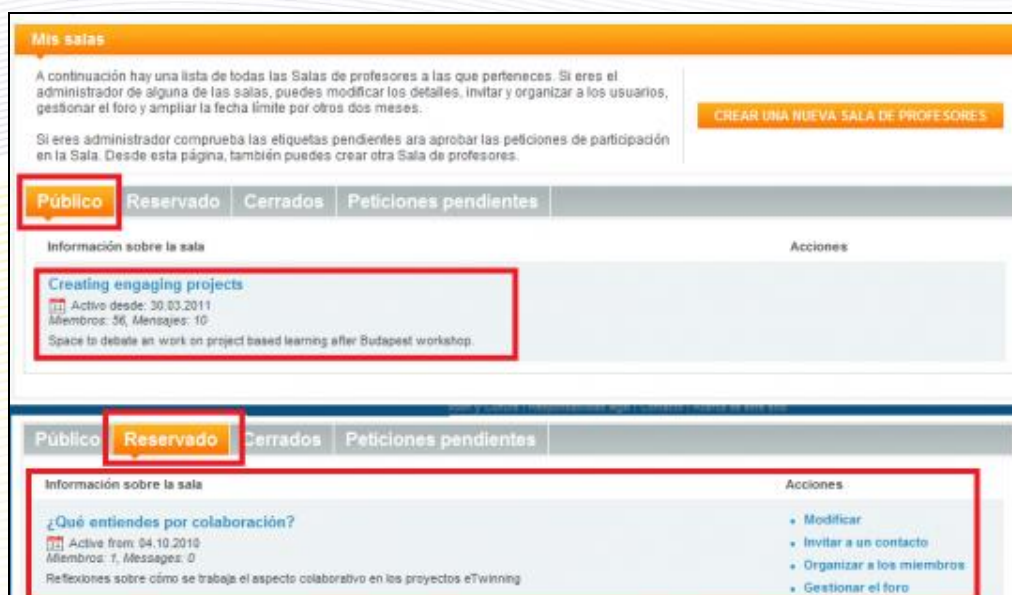 Mis salas
A continuación hay una lista de todas las Salas de profesores a las que perteneces. Si eres el
administrador de alguna de las salas, puedes modificar los detalles, invitar y organizar a los usuarios,
gestionar el foro y ampliar la fecha límite por otros dos meses.
Si eres administrador comprueba las etiquetas pendientes ara aprobar las peticiones de participación
en la Sala. Desde esta página, también puedes crear otra Sala de profesores.
CREAR UNA NUEVA SALA DE PROFESORES
Público Reservado Cerrados Peticiones pendientes
Información sobre la sala Acciones
Creating engaging projects
Activo desde: 30.03.2011
Miembros: 56, Mensajes: 10
Space to debate an work on project based learning after Budapest workshop.
Público Reservado Cerrados Peticiones pendientes
Información sobre la sala Acciones
¿Qué entiendes por colaboración?
Active from: 04.10.2010
Miembros: 1, Messages: 0
Reflexiones sobre cómo se trabaja el aspecto colaborativo en los proyectos eTwinning
Modificar
Invitar a un contacto
Organizar a los miembros
Gestionar el foro